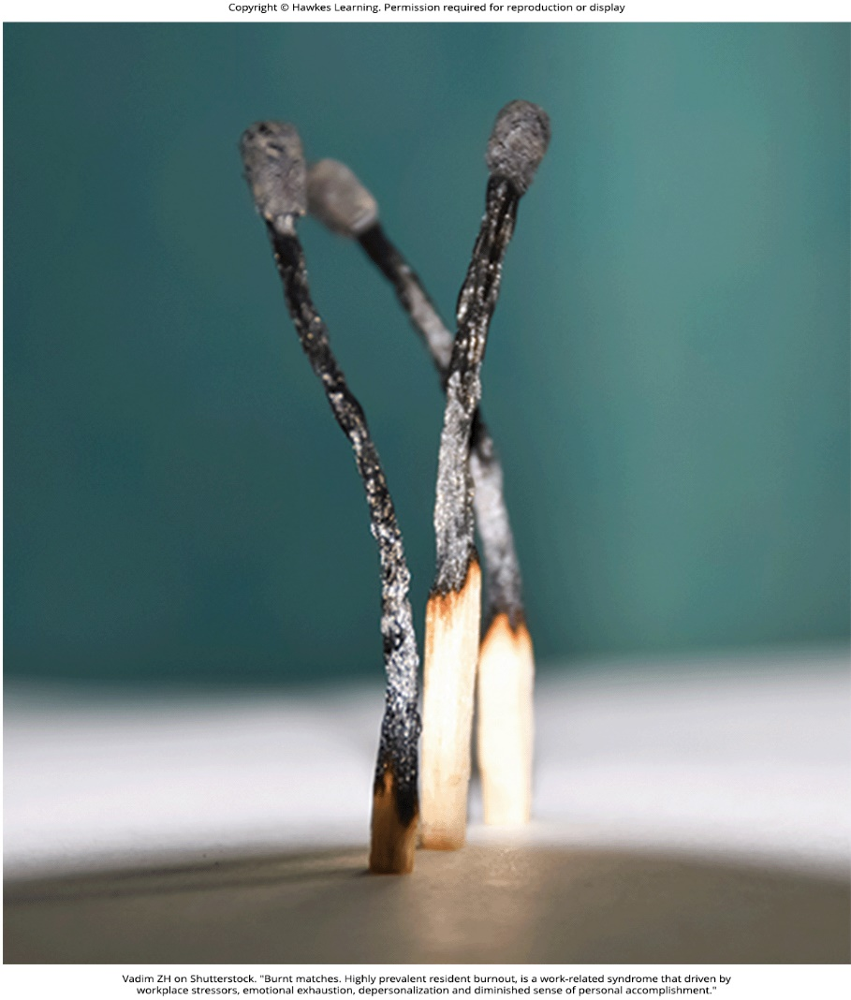 Copyright © Hawkes Learning. Permission required for reproduction or display
Vadim ZH on Shutterstock. "Burnt matches. Highly prevalent resident burnout, is a work-related syndrome that driven by
workplace stressors, emotional exhaustion, depersonalization and diminished sense of personal accomplishment."